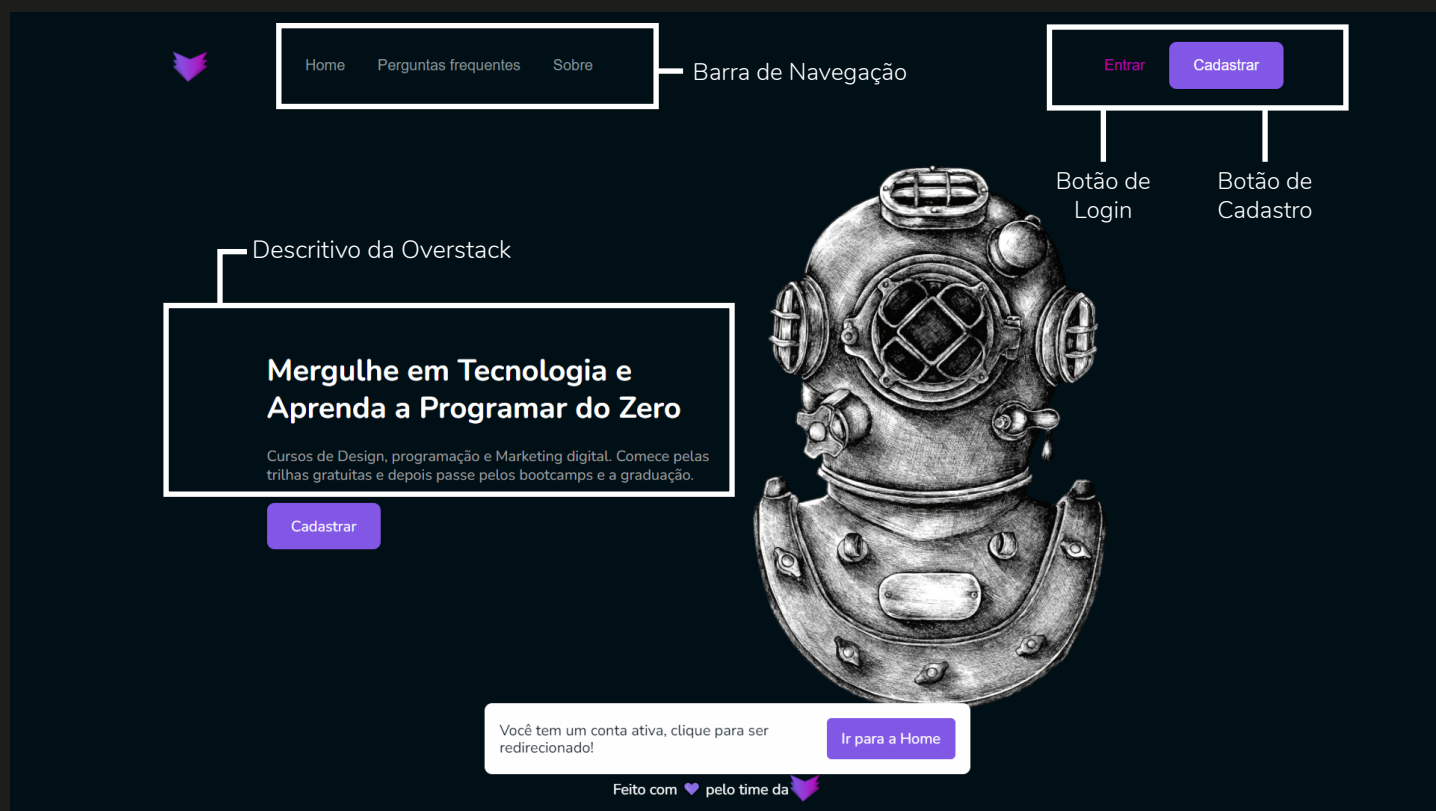 Home Perguntas frequentes Sobre
Barra de Navegação
Entrar Cadastrar
Botão de
Login
Botão de
Cadastro
Descritivo da Overstack
Mergulhe em Tecnologia e
Aprenda a Programar do Zero
Cursos de Design, programação e Marketing digital. Comece pelas
trilhas gratuitas e depois passe pelos bootcamps e a graduação.
Cadastrar
Você tem um conta ativa, clique para ser
redirecionado!
Ir para a Home
Feito com 💜 pelo time da